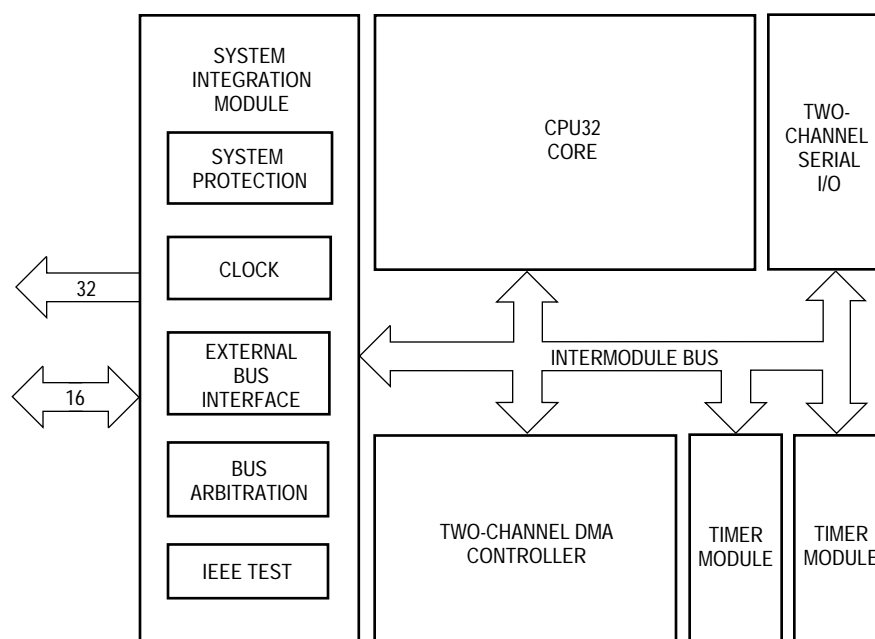 SYSTEM
INTEGRATION
MODULE
SYSTEM
PROTECTION
CLOCK
EXTERNAL
BUS
INTERFACE
BUS
ARBITRATION
IEEE TEST
32
16
CPU32
CORE
TWO-
CHANNEL
SERIAL
I/O
INTERMODULE BUS
TWO-CHANNEL DMA
CONTROLLER
TIMER
MODULE
TIMER
MODULE